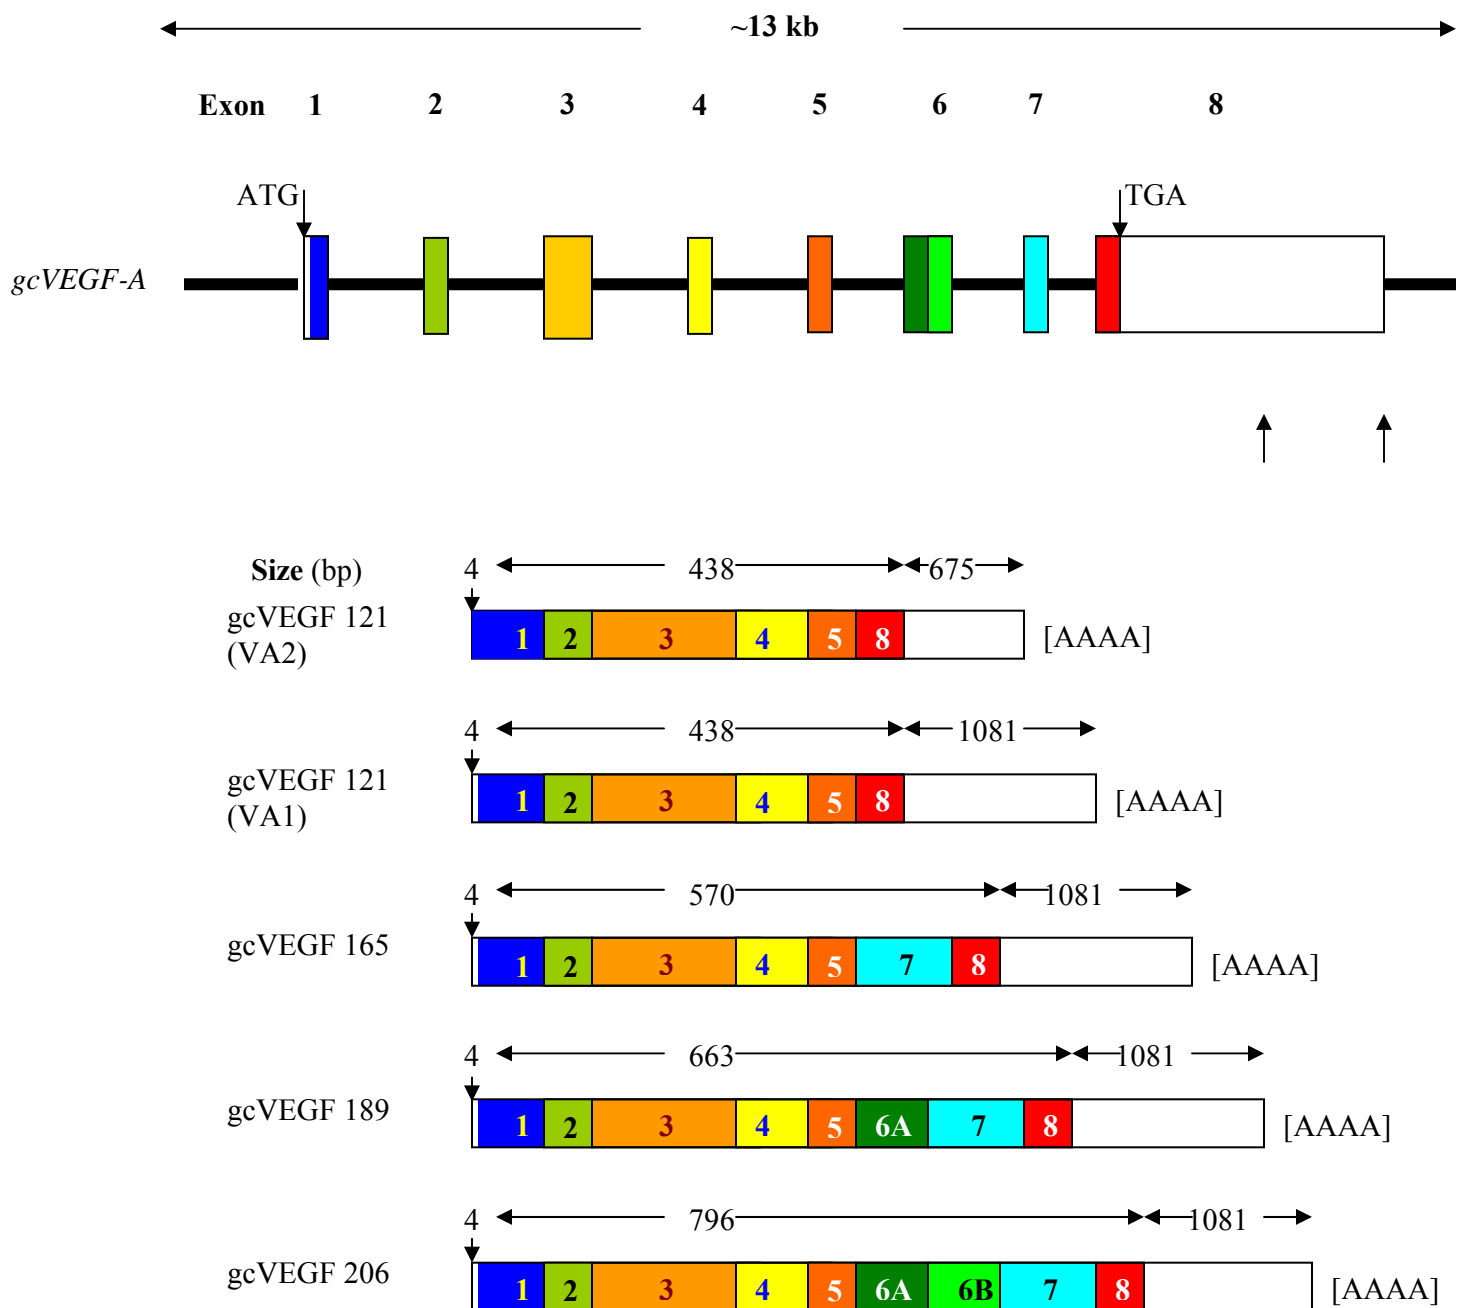 ~13 kb
Exon 1 2 3 4 5 6 7 8
ATG TGA
gcVEGF-A
Size (bp) 4 438 675
gcVEGF 121
(VA2)
1 2 3 4 5 8 [AAAA]
4 438 1081
gcVEGF 121
(VA1)
1 2 3 4 5 8 [AAAA]
4 570 1081
gcVEGF 165
1 2 3 4 5 7 8 [AAAA]
4 663 1081
gcVEGF 189
1 2 3 4 5 6A 7 8 [AAAA]
4 796 1081
gcVEGF 206
1 2 3 4 5 6A 6B 7 8 [AAAA]